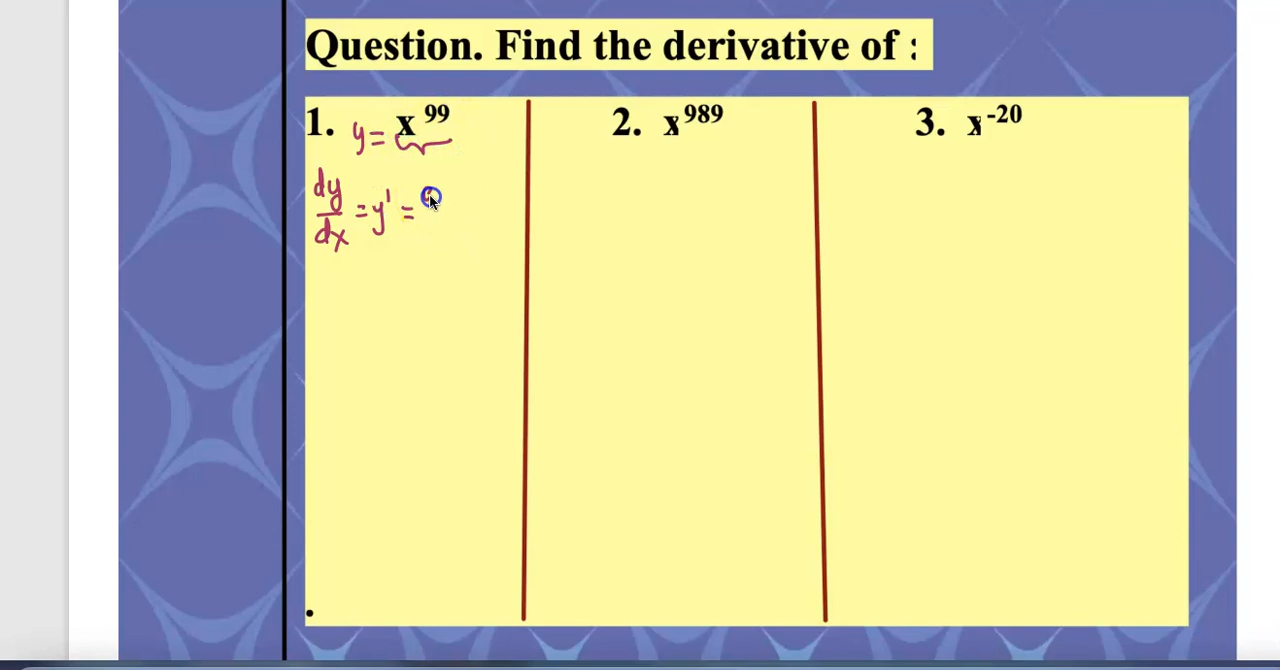 Question. Find the derivative of :
1. y = x^99
dy/dx = y' =
2. x^989
3. x^-20
.